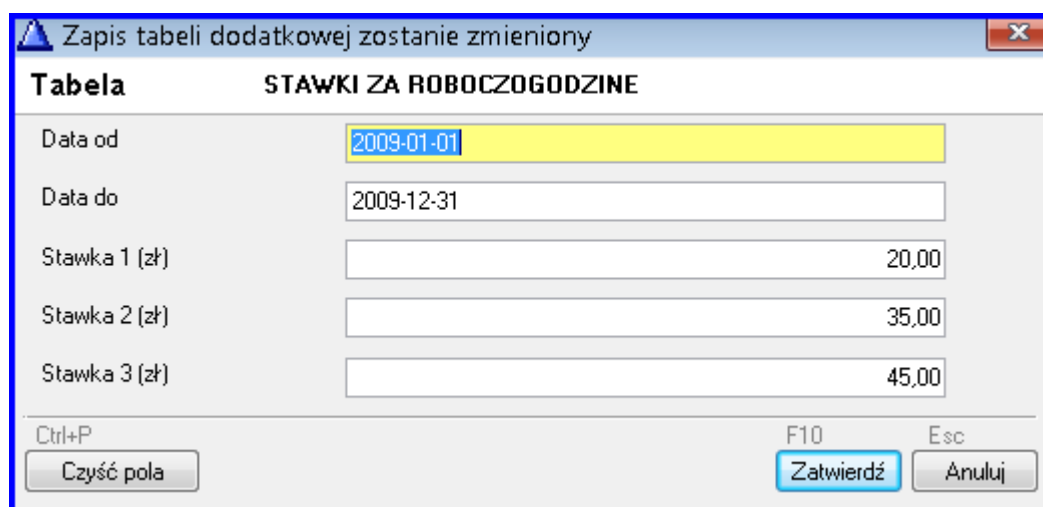 Zapis tabeli dodatkowej zostanie zmieniony
Tabela STAWKI ZA ROBOCZOGODZINE
Data od 2009-01-01
Data do 2009-12-31
Stawka 1 (zł) 20,00
Stawka 2 (zł) 35,00
Stawka 3 (zł) 45,00
Ctrl+P F10 Esc
Czyść pola Zatwierdź Anuluj